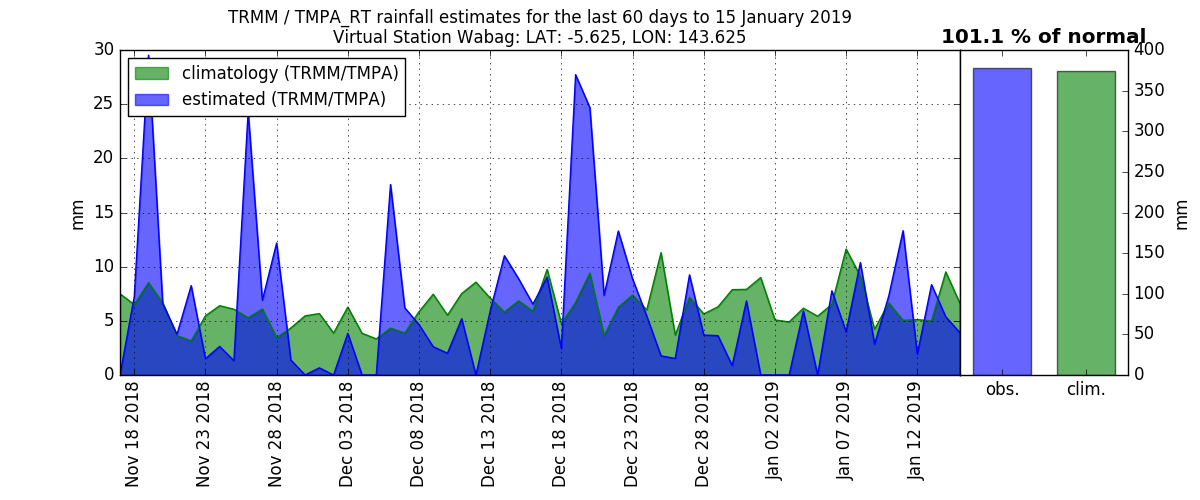 TRMM / TMPA_RT rainfall estimates for the last 60 days to 15 January 2019
Virtual Station Wabag: LAT: -5.625, LON: 143.625
101.1 % of normal
climatology (TRMM/TMPA)
estimated (TRMM/TMPA)
30
25
20
15
10
5
0
mm
400
350
300
250
200
150
100
50
0
mm
Nov 18 2018
Nov 23 2018
Nov 28 2018
Dec 03 2018
Dec 08 2018
Dec 13 2018
Dec 18 2018
Dec 23 2018
Dec 28 2018
Jan 02 2019
Jan 07 2019
Jan 12 2019
obs.
clim.